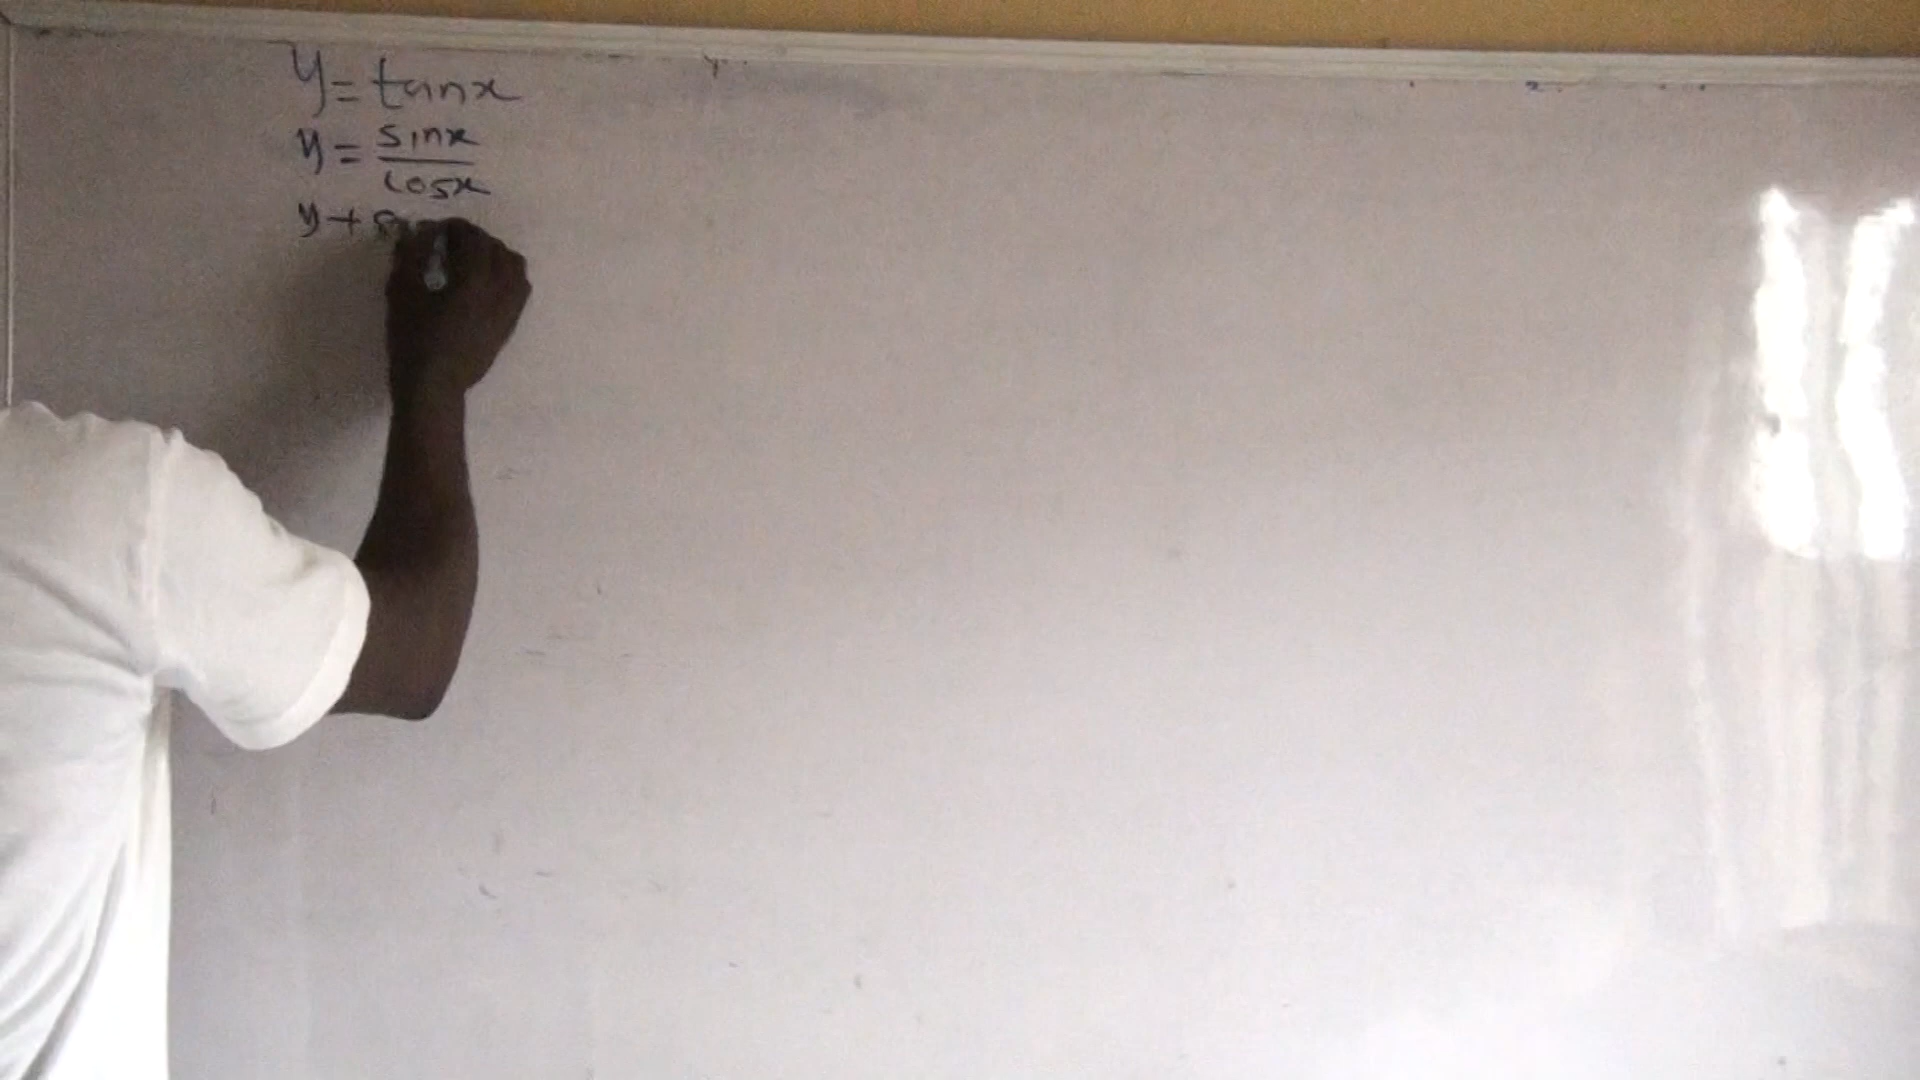 y = tanx
y = sinx/cosx
y +